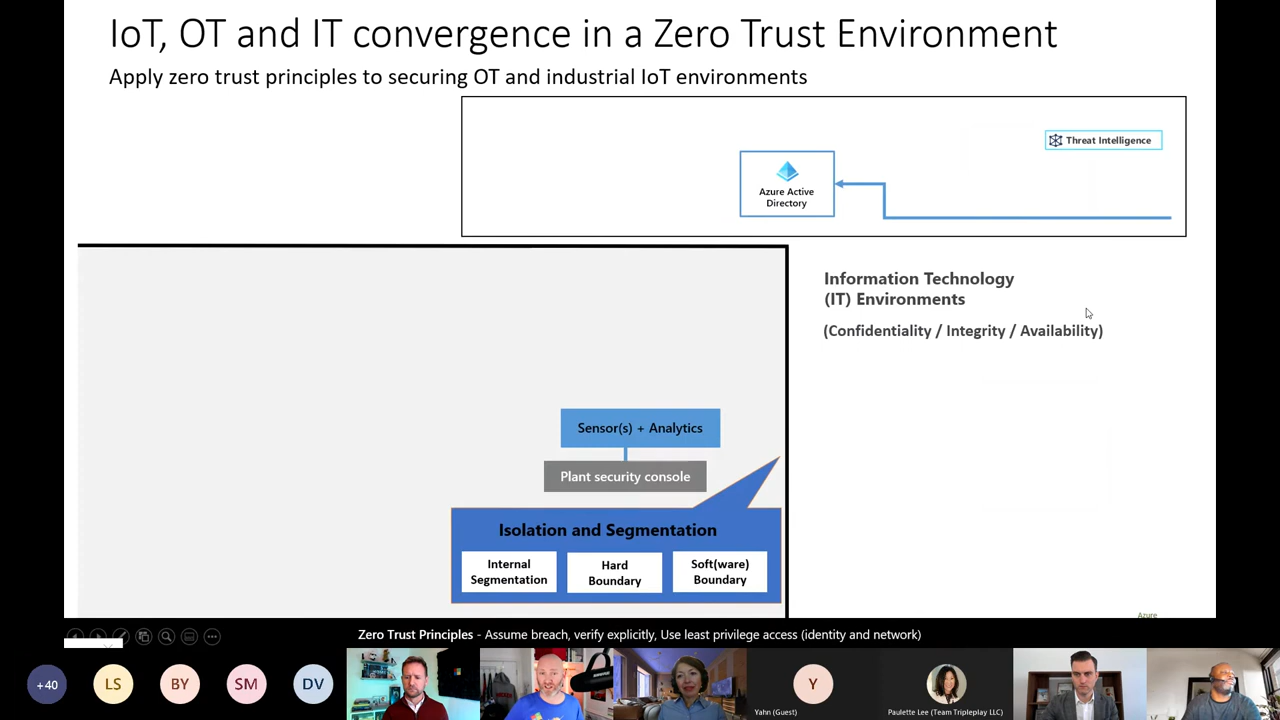 IoT, OT and IT convergence in a Zero Trust Environment
Apply zero trust principles to securing OT and industrial IoT environments
Threat Intelligence
Azure Active
Directory
Information Technology
(IT) Environments
(Confidentiality / Integrity / Availability)
Sensor(s) + Analytics
Plant security console
Isolation and Segmentation
Internal
Segmentation
Hard
Boundary
Soft(ware)
Boundary
Azure
Zero Trust Principles - Assume breach, verify explicitly, Use least privilege access (identity and network)
+40
LS
BY
SM
DV
Y
Yahn (Guest)
Paulette Lee (Team Tripleplay LLC)